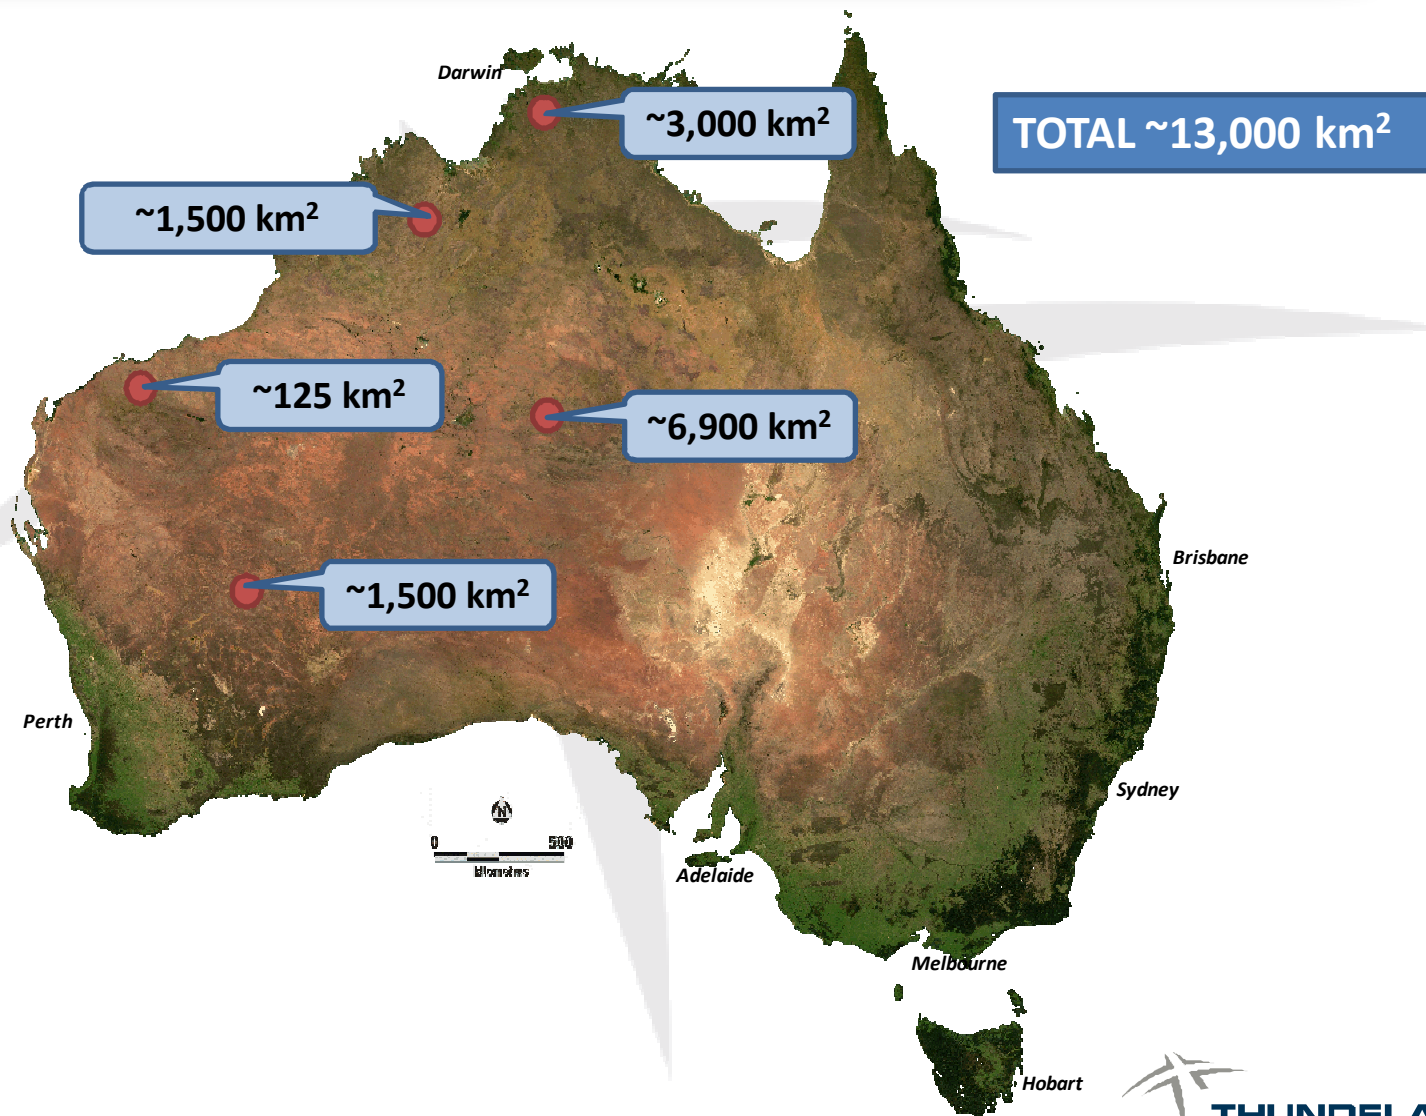 Darwin
~3,000 km²
TOTAL ~13,000 km²
~1,500 km²
~125 km²
~6,900 km²
~1,500 km²
Brisbane
Perth
Sydney
N
0 500
kilometres
Adelaide
Melbourne
Hobart